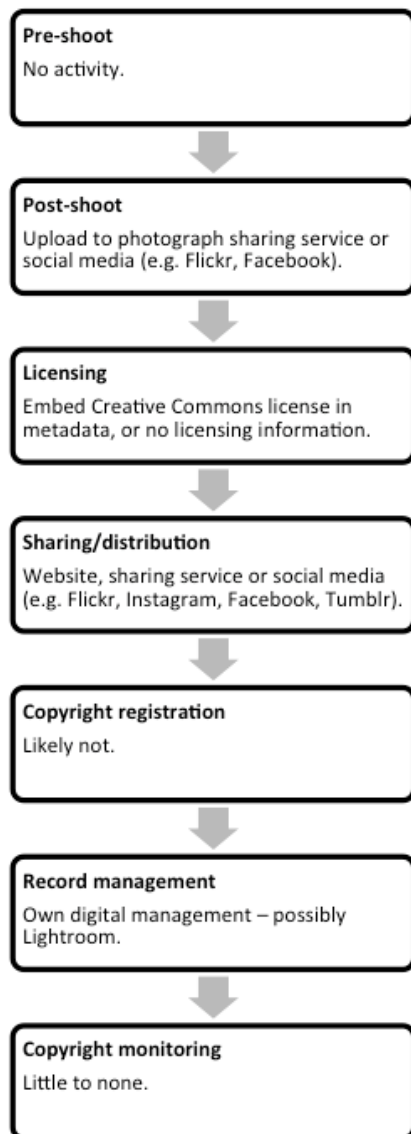 Pre-shoot
No activity.
Post-shoot
Upload to photograph sharing service or
social media (e.g. Flickr, Facebook).
Licensing
Embed Creative Commons license in
metadata, or no licensing information.
Sharing/distribution
Website, sharing service or social media
(e.g. Flickr, Instagram, Facebook, Tumblr).
Copyright registration
Likely not.
Record management
Own digital management – possibly
Lightroom.
Copyright monitoring
Little to none.